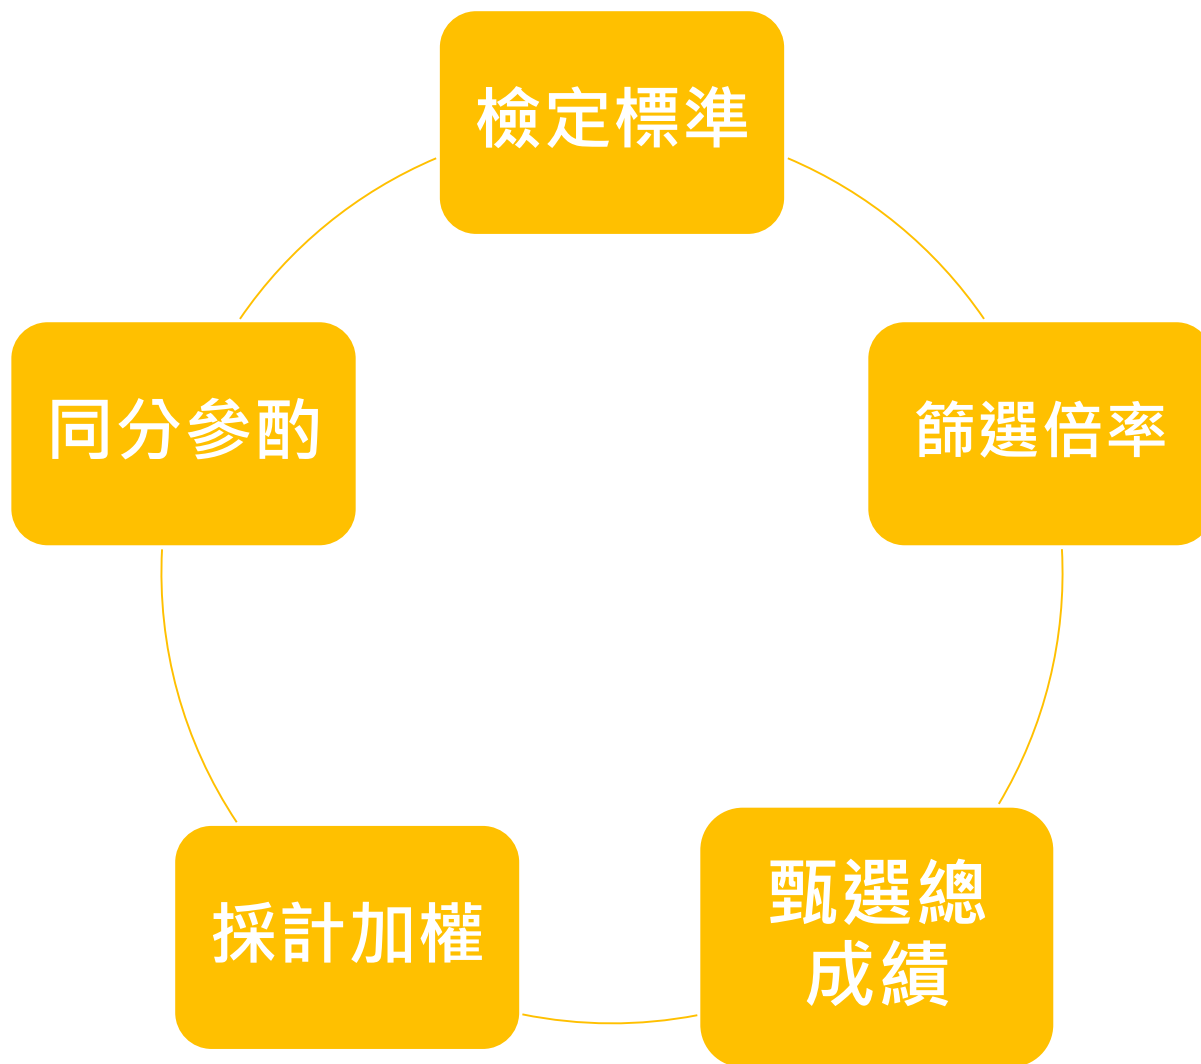 檢定標準
同分參酌
篩選倍率
採計加權
甄選總
成績